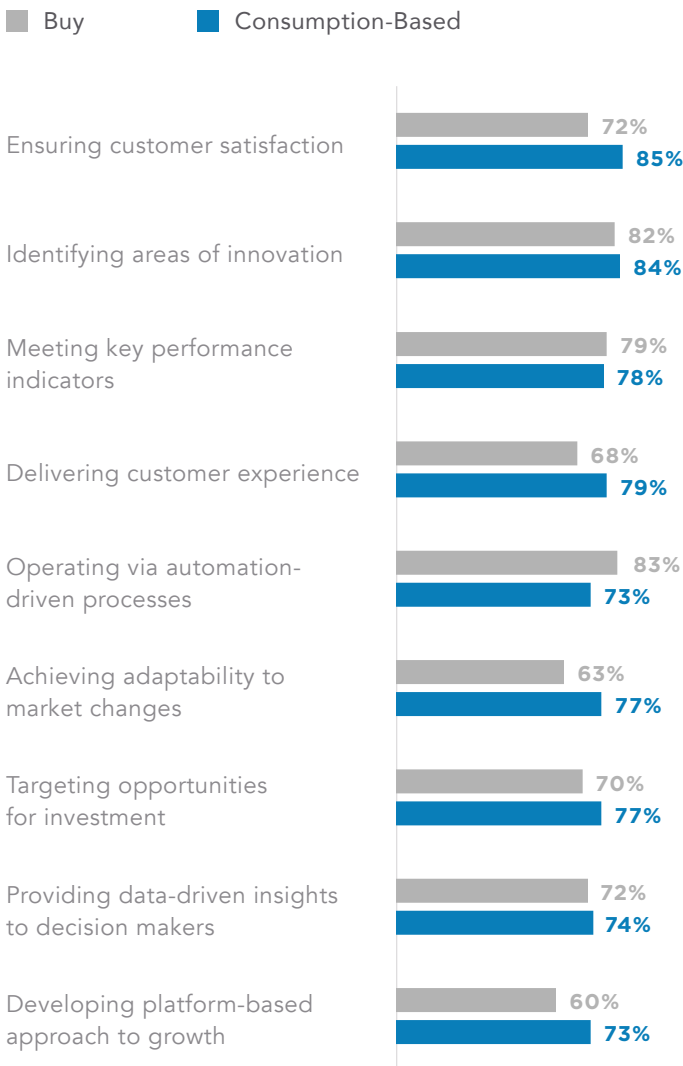 Buy Consumption-Based
Ensuring customer satisfaction
72%
85%
Identifying areas of innovation
82%
84%
Meeting key performance
indicators
79%
78%
Delivering customer experience
68%
79%
Operating via automation-
driven processes
83%
73%
Achieving adaptability to
market changes
63%
77%
Targeting opportunities
for investment
70%
77%
Providing data-driven insights
to decision makers
72%
74%
Developing platform-based
approach to growth
60%
73%